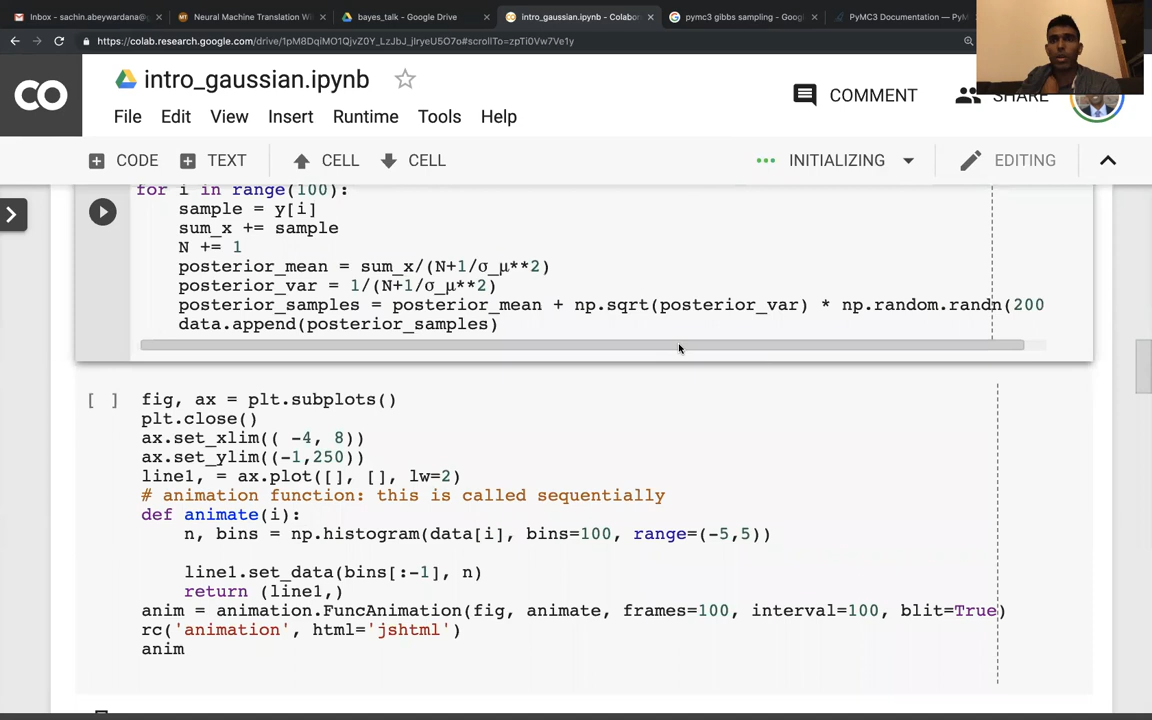 Inbox - sachin.abeywardana@
Neural Machine Translation Wi
bayes_talk - Google Drive
intro_gaussian.ipynb - Colabor
pymc3 gibbs sampling - Goog
PyMC3 Documentation — PyM
https://colab.research.google.com/drive/1pM8DqiMO1QjvZ0Y_LzJbJ_jIryeU5O7o#scrollTo=zpTi0Vw7Ve1y
CO
intro_gaussian.ipynb
COMMENT
SHARE
File Edit View Insert Runtime Tools Help
CODE TEXT CELL CELL
INITIALIZING
EDITING
for i in range(100):
sample = y[i]
sum_x += sample
N += 1
posterior_mean = sum_x/(N+1/σ_μ**2)
posterior_var = 1/(N+1/σ_μ**2)
posterior_samples = posterior_mean + np.sqrt(posterior_var) * np.random.randn(200
data.append(posterior_samples)
[ ] fig, ax = plt.subplots()
plt.close()
ax.set_xlim(( -4, 8))
ax.set_ylim((-1,250))
line1, = ax.plot([], [], lw=2)
# animation function: this is called sequentially
def animate(i):
n, bins = np.histogram(data[i], bins=100, range=(-5,5))
line1.set_data(bins[:-1], n)
return (line1,)
anim = animation.FuncAnimation(fig, animate, frames=100, interval=100, blit=True)
rc('animation', html='jshtml')
anim